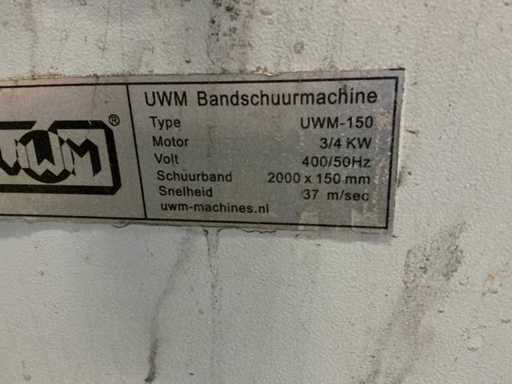 UWM®
UWM Bandschuurmachine
Type UWM-150
Motor 3/4 KW
Volt 400/50Hz
Schuurband 2000 x 150 mm
Snelheid 37 m/sec
uwm-machines.nl